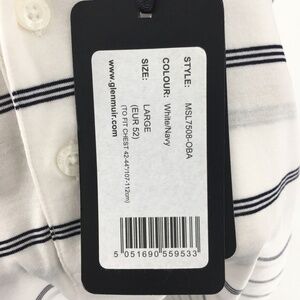 STYLE: MSL7508-OBA
COLOUR: White/Navy
SIZE: LARGE
(EUR 52)
(TO FIT CHEST 42-44"/107-112cm)
www.glenmuir.com
5 051690 559533